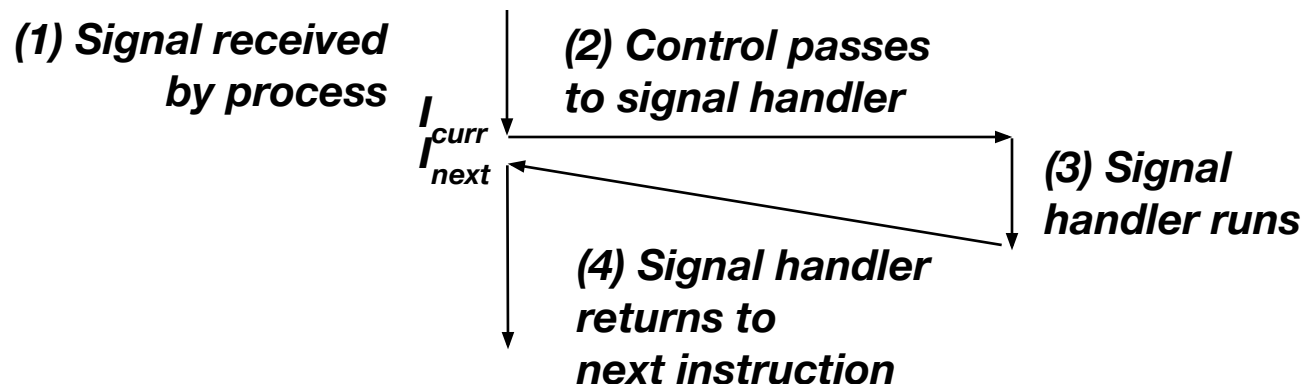 (1) Signal received
by process
(2) Control passes
to signal handler
I_curr
I_next
(3) Signal
handler runs
(4) Signal handler
returns to
next instruction